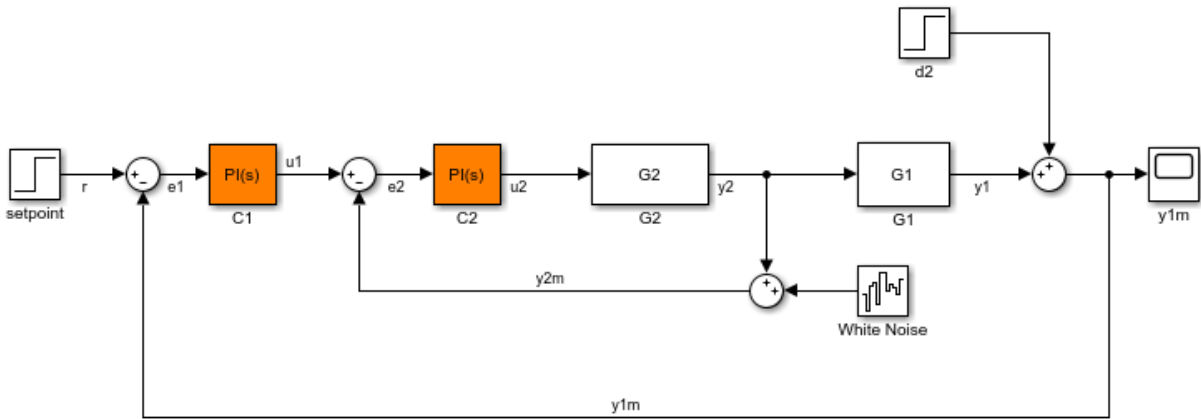 d2
PI(s)
u1
PI(s)
G2
G1
r
e1
e2
u2
y2
y1
setpoint
C1
C2
G2
G1
y1m
y2m
White Noise
y1m